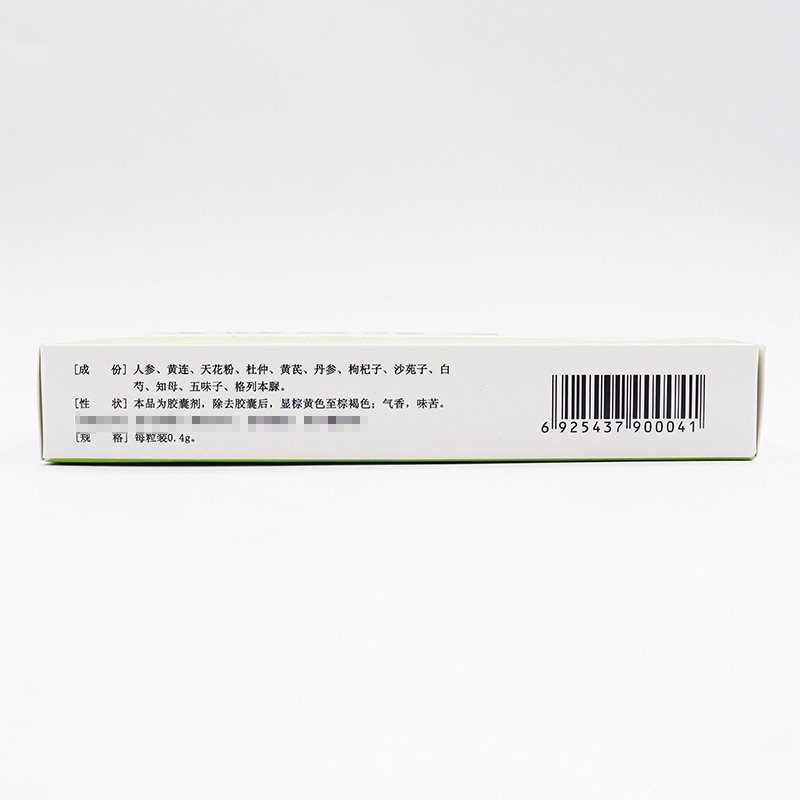 [成 份] 人参、黄连、天花粉、杜仲、黄芪、丹参、枸杞子、沙苑子、白
芍、知母、五味子、格列本脲。
[性 状] 本品为胶囊剂，除去胶囊后，显棕黄色至棕褐色；气香，味苦。
[规 格] 每粒装0.4g。
6 925437 900041